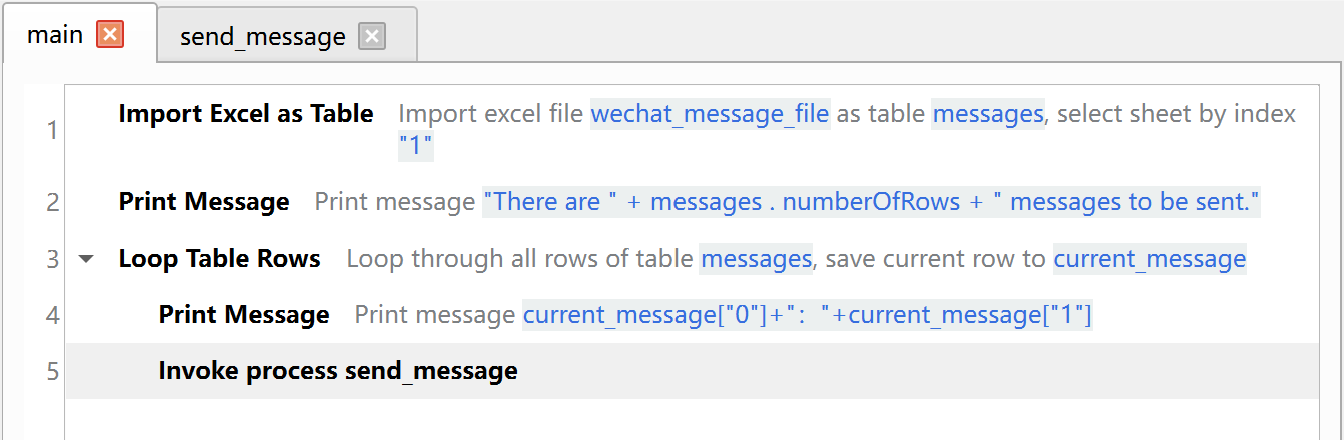 main
send_message
1 Import Excel as Table Import excel file wechat_message_file as table messages, select sheet by index
"1"
2 Print Message Print message "There are " + messages . numberOfRows + " messages to be sent."
3 Loop Table Rows Loop through all rows of table messages, save current row to current_message
4 Print Message Print message current_message["0"]+": "+current_message["1"]
5 Invoke process send_message